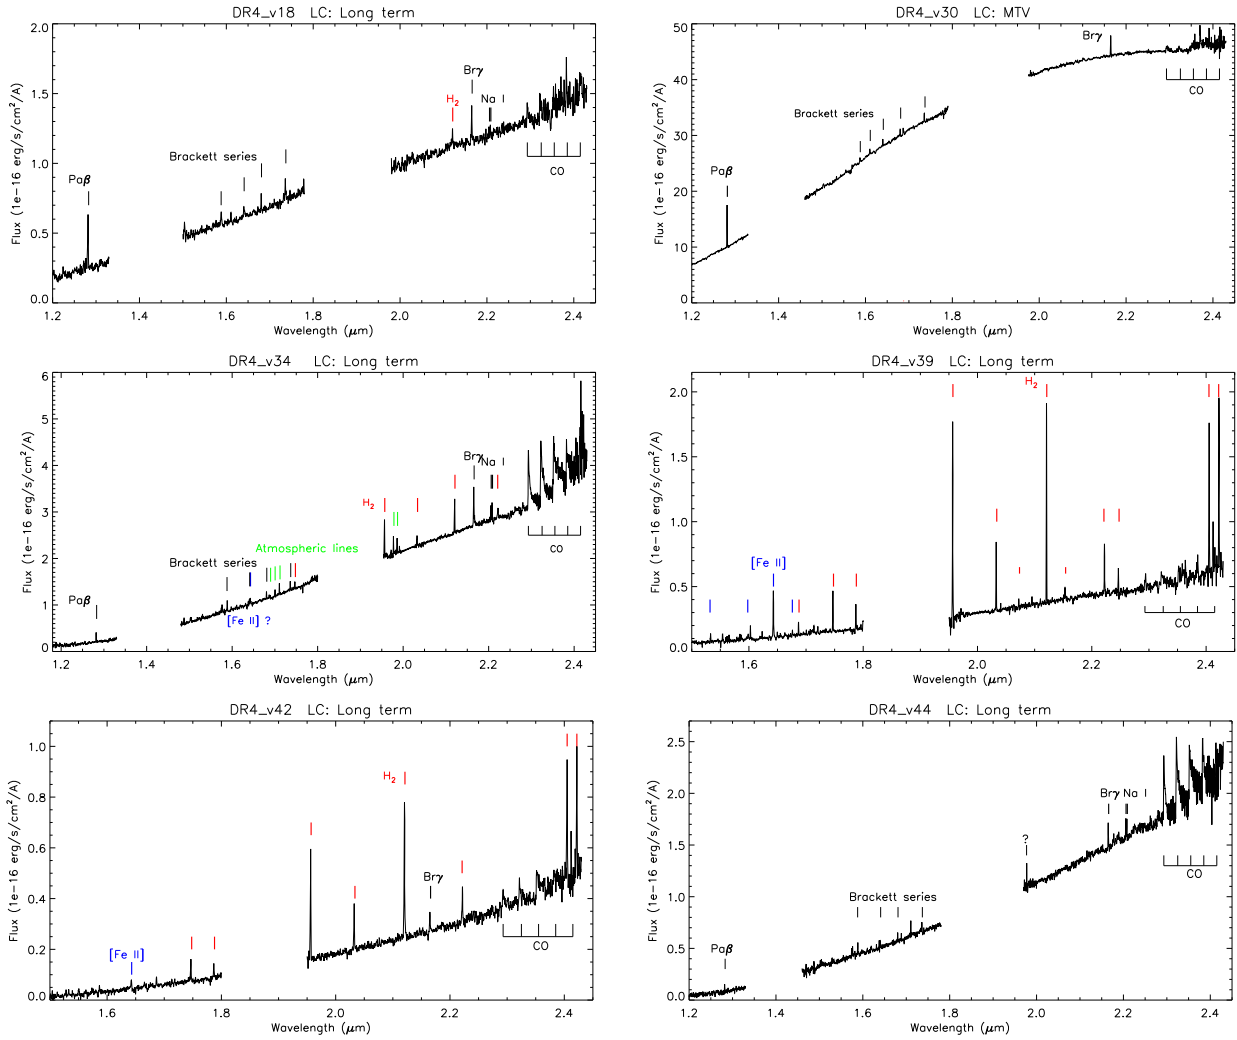 DR4_v18 LC: Long term
2.0
1.5
1.0
0.5
0.0
Flux (1e-16 erg/s/cm²/A)
Paβ
Brackett series
H₂
Brγ
Na I
CO
1.2 1.4 1.6 1.8 2.0 2.2 2.4
Wavelength (μm)
DR4_v30 LC: MTV
50
40
30
20
10
0
Flux (1e-16 erg/s/cm²/A)
Paβ
Brackett series
Brγ
CO
1.2 1.4 1.6 1.8 2.0 2.2 2.4
Wavelength (μm)
DR4_v34 LC: Long term
6
5
4
3
2
1
0
Flux (1e-16 erg/s/cm²/A)
Paβ
Brackett series
Atmospheric lines
[Fe II] ?
H₂
Brγ
Na I
CO
1.2 1.4 1.6 1.8 2.0 2.2 2.4
Wavelength (μm)
DR4_v39 LC: Long term
2.0
1.5
1.0
0.5
0.0
Flux (1e-16 erg/s/cm²/A)
[Fe II]
H₂
CO
1.6 1.8 2.0 2.2 2.4
Wavelength (μm)
DR4_v42 LC: Long term
1.0
0.8
0.6
0.4
0.2
0.0
Flux (1e-16 erg/s/cm²/A)
[Fe II]
H₂
Brγ
CO
1.6 1.8 2.0 2.2 2.4
Wavelength (μm)
DR4_v44 LC: Long term
2.5
2.0
1.5
1.0
0.5
0.0
Flux (1e-16 erg/s/cm²/A)
Paβ
Brackett series
?
Brγ Na I
CO
1.2 1.4 1.6 1.8 2.0 2.2 2.4
Wavelength (μm)